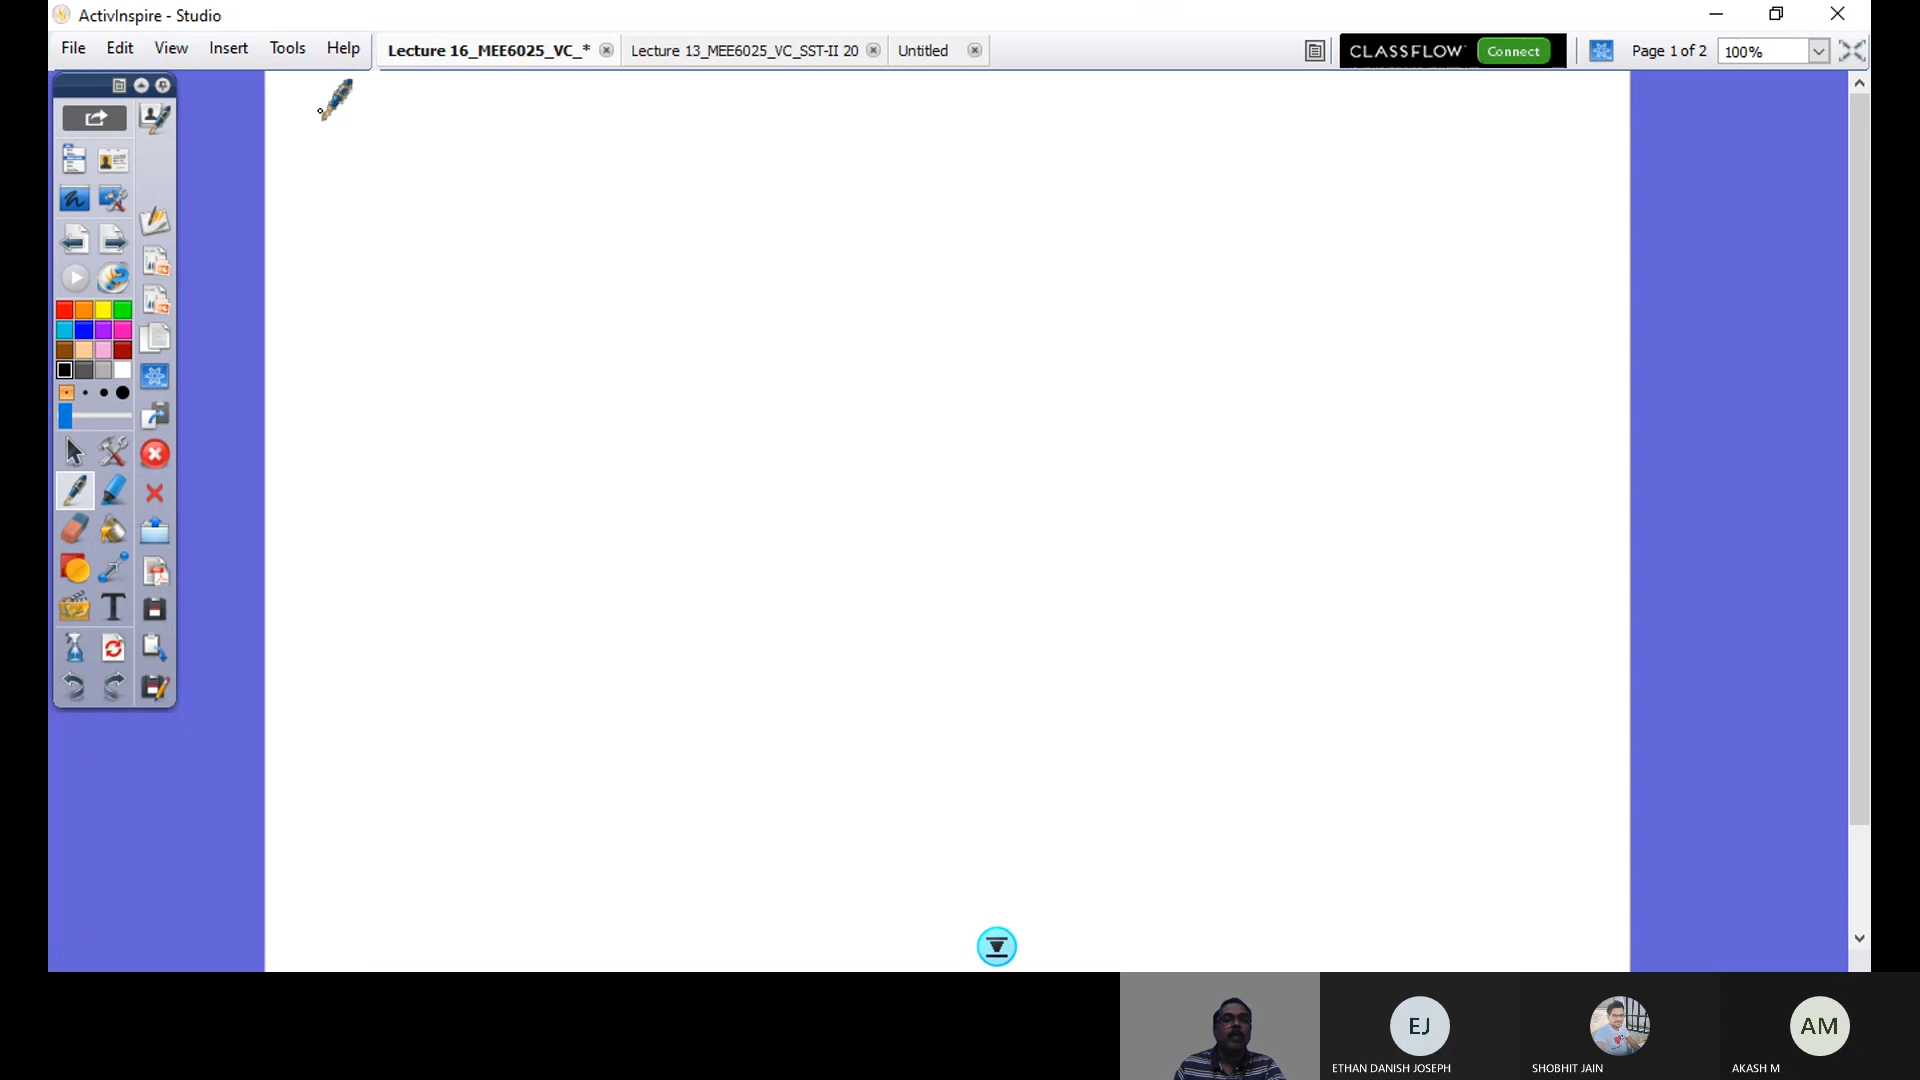 ActivInspire - Studio
File Edit View Insert Tools Help
Lecture 16_MEE6025_VC_* Lecture 13_MEE6025_VC_SST-II 20 Untitled
CLASSFLOW Connect Page 1 of 2 100%
T
EJ AM
ETHAN DANISH JOSEPH SHOBHIT JAIN AKASH M